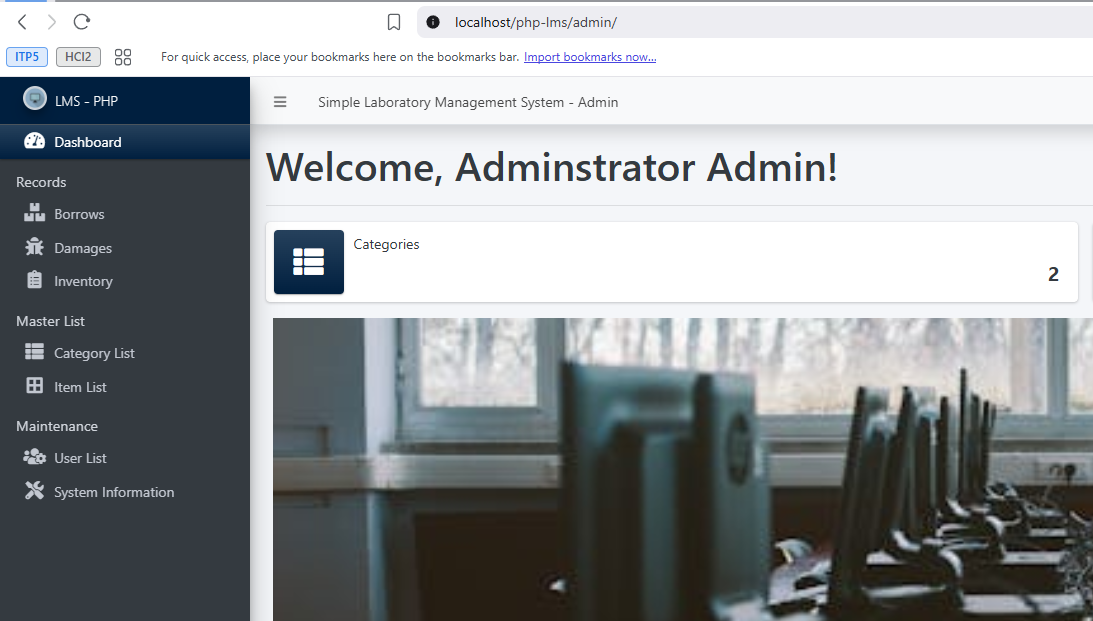 localhost/php-lms/admin/
ITP5 HCI2 For quick access, place your bookmarks here on the bookmarks bar. Import bookmarks now...
LMS - PHP
Simple Laboratory Management System - Admin
Dashboard
Welcome, Adminstrator Admin!
Records
Borrows
Damages
Inventory
Master List
Category List
Item List
Maintenance
User List
System Information
Categories
2